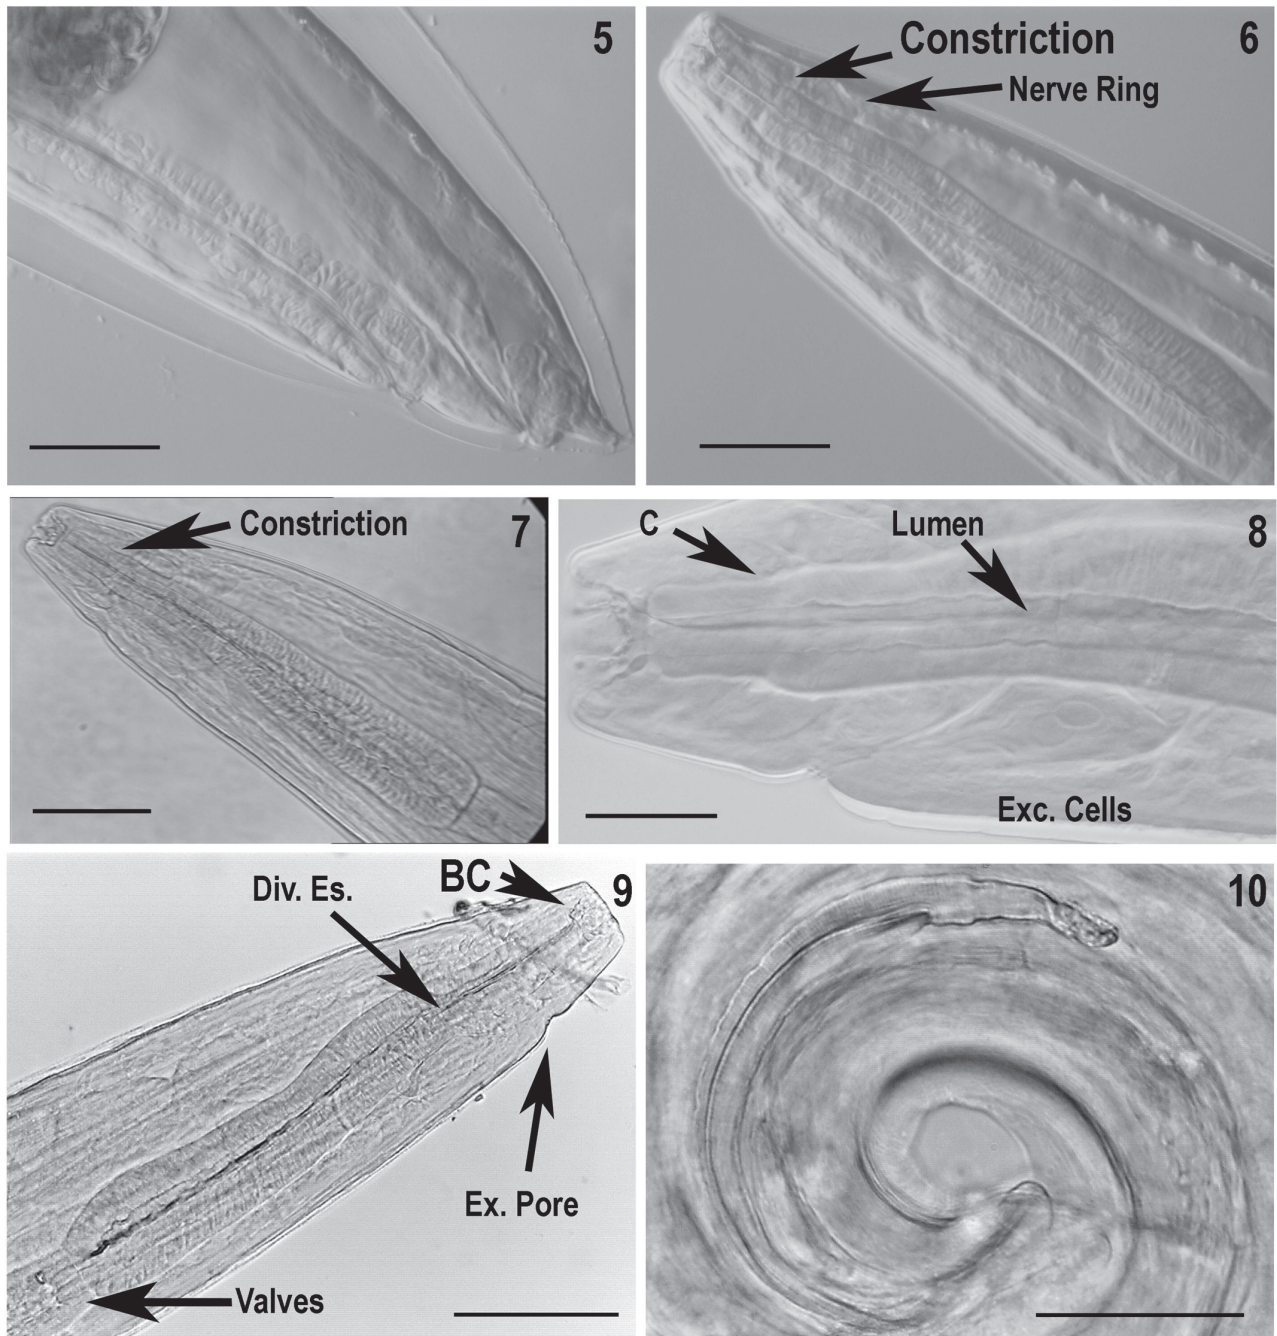 5
Constriction
6
Nerve Ring
Constriction
7
C
Lumen
8
Exc. Cells
Div. Es.
BC
9
Ex. Pore
Valves
10